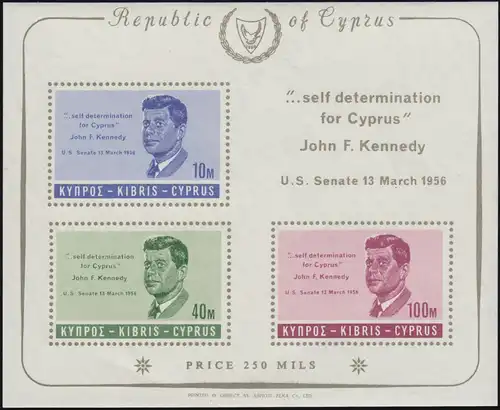 Republic of Cyprus
"...self determination
for Cyprus"
John F. Kennedy
U.S. Senate 13 March 1956
10M
ΚΥΠΡΟΣ - KIBRIS - CYPRUS
"...self determination
for Cyprus"
John F. Kennedy
U.S. Senate 13 March 1956
"...self determination
for Cyprus"
John F. Kennedy
U.S. Senate 13 March 1956
40M
ΚΥΠΡΟΣ - KIBRIS - CYPRUS
"...self determination
for Cyprus"
John F. Kennedy
U.S. Senate 13 March 1956
100M
ΚΥΠΡΟΣ - KIBRIS - CYPRUS
PRICE 250 MILS
PRINTED IN